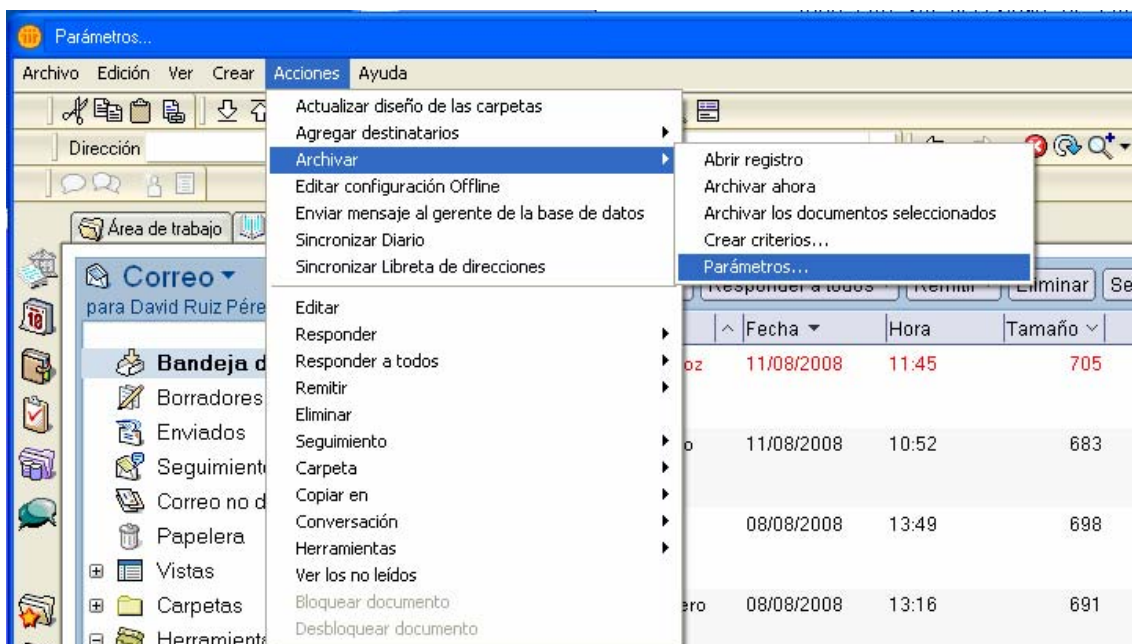 Parámetros...
Archivo Edición Ver Crear Acciones Ayuda
Dirección
Actualizar diseño de las carpetas
Agregar destinatarios
Archivar
Editar configuración Offline
Enviar mensaje al gerente de la base de datos
Sincronizar Diario
Sincronizar Libreta de direcciones
Editar
Responder
Responder a todos
Remitir
Eliminar
Seguimiento
Carpeta
Copiar en
Conversación
Herramientas
Ver los no leídos
Bloquear documento
Desbloquear documento
Abrir registro
Archivar ahora
Archivar los documentos seleccionados
Crear criterios...
Parámetros...
Área de trabajo
Correo
para David Ruiz Pére
Bandeja d
Borradores
Enviados
Seguimient
Correo no d
Papelera
Vistas
Carpetas
Herramient
18
Responder a todos Remitir Eliminar Se
Fecha Hora Tamaño
oz 11/08/2008 11:45 705
o 11/08/2008 10:52 683
08/08/2008 13:49 698
ero 08/08/2008 13:16 691